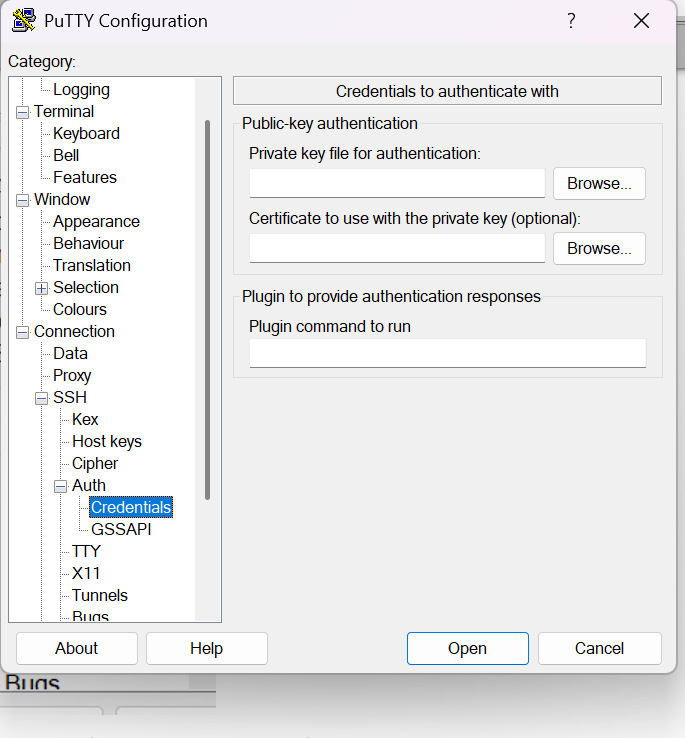 PuTTY Configuration
?
Category:
Logging
Terminal
Keyboard
Bell
Features
Window
Appearance
Behaviour
Translation
Selection
Colours
Connection
Data
Proxy
SSH
Kex
Host keys
Cipher
Auth
Credentials
GSSAPI
TTY
X11
Tunnels
Bugs
Credentials to authenticate with
Public-key authentication
Private key file for authentication:
Browse...
Certificate to use with the private key (optional):
Browse...
Plugin to provide authentication responses
Plugin command to run
About
Help
Open
Cancel
Bugs